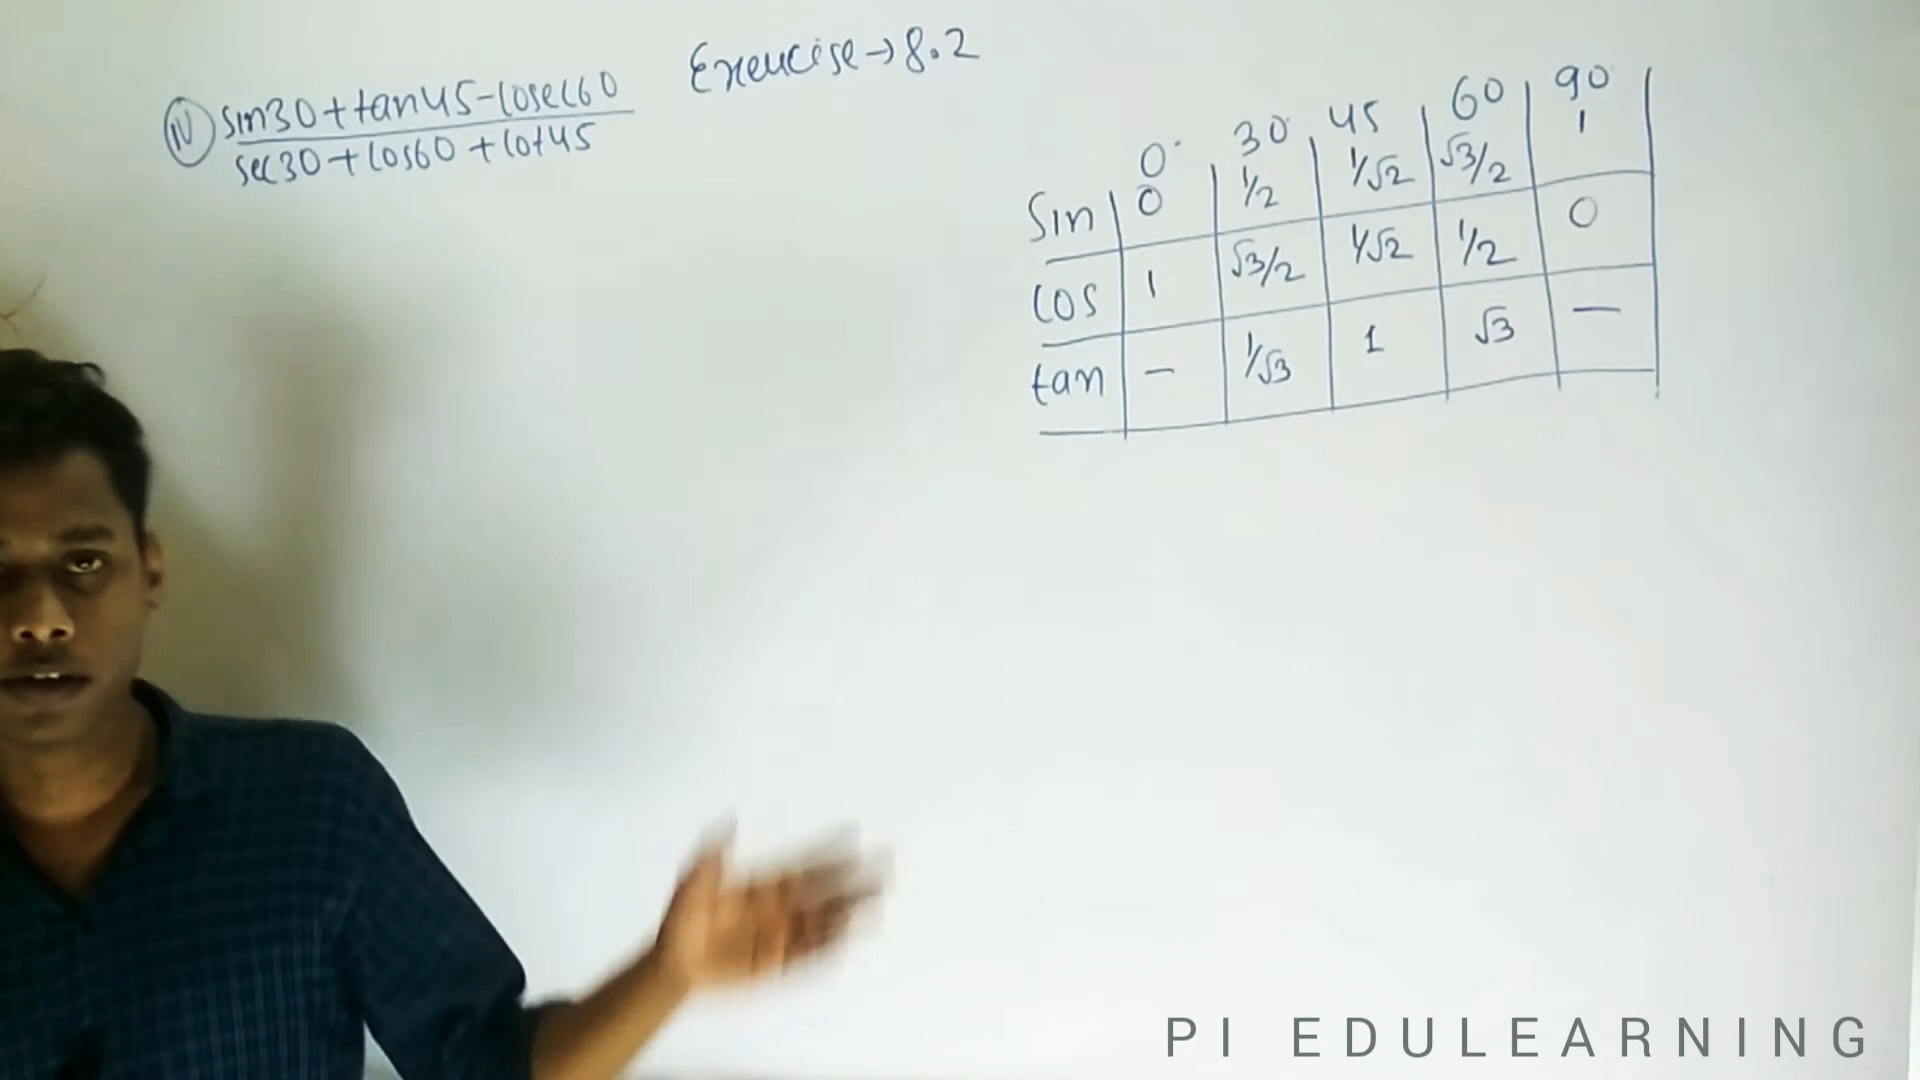 Exercise → 8.2
(iv) sin30 + tan45 - cosec60
sec30 + cos60 + cot45
0° 30 45 60 90
Sin 0 1/2 1/√2 √3/2 1
cos 1 √3/2 1/√2 1/2 0
tan - 1/√3 1 √3 -
PI EDULEARNING